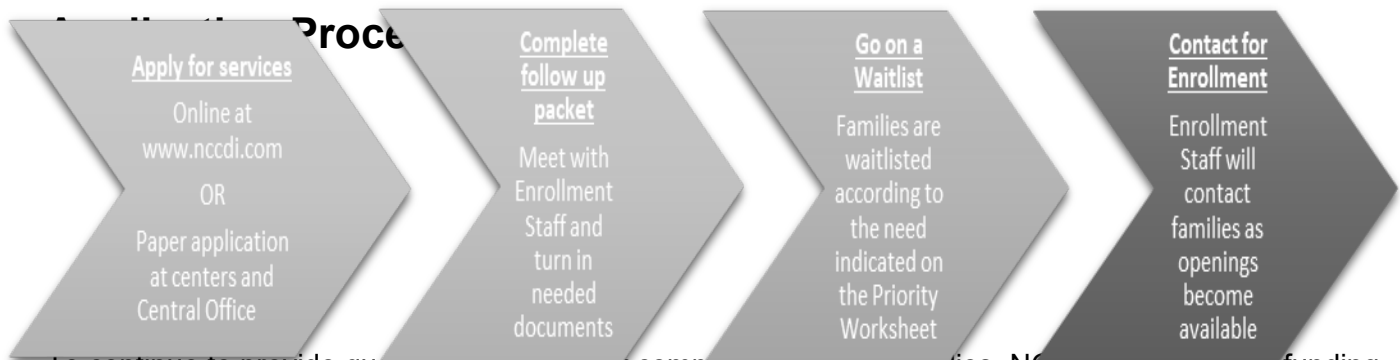 Apply for services
Online at
www.nccdi.com
OR
Paper application
at centers and
Central Office
Complete
follow up
packet
Meet with
Enrollment
Staff and
turn in
needed
documents
Go on a
Waitlist
Families are
waitlisted
according to
the need
indicated on
the Priority
Worksheet
Contact for
Enrollment
Enrollment
Staff will
contact
families as
openings
become
available